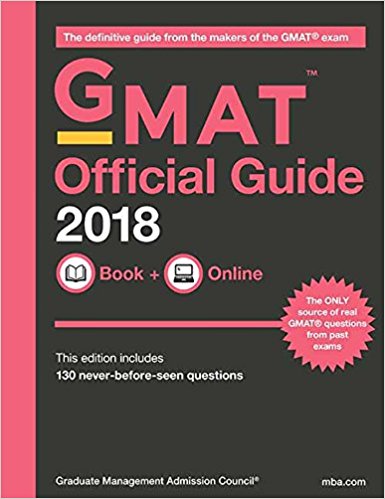 The definitive guide from the makers of the GMAT® exam
GMAT™
Official Guide
2018
Book + Online
The ONLY
source of real
GMAT® questions
from past
exams
This edition includes
130 never-before-seen questions
Graduate Management Admission Council® mba.com